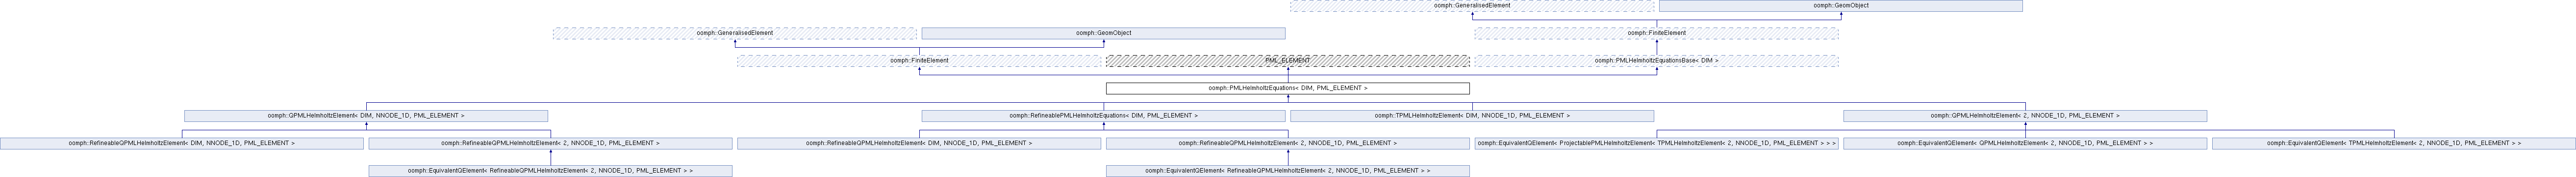 oomph::GeneralisedElement
oomph::GeomObject
oomph::GeneralisedElement
oomph::GeomObject
oomph::FiniteElement
oomph::FiniteElement
PML_ELEMENT
oomph::PMLHelmholtzEquationsBase< DIM >
oomph::PMLHelmholtzEquations< DIM, PML_ELEMENT >
oomph::QPMLHelmholtzElement< DIM, NNODE_1D, PML_ELEMENT >
oomph::RefineablePMLHelmholtzEquations< DIM, PML_ELEMENT >
oomph::TPMLHelmholtzElement< DIM, NNODE_1D, PML_ELEMENT >
oomph::QPMLHelmholtzElement< 2, NNODE_1D, PML_ELEMENT >
oomph::RefineableQPMLHelmholtzElement< DIM, NNODE_1D, PML_ELEMENT >
oomph::RefineableQPMLHelmholtzElement< 2, NNODE_1D, PML_ELEMENT >
oomph::RefineableQPMLHelmholtzElement< DIM, NNODE_1D, PML_ELEMENT >
oomph::RefineableQPMLHelmholtzElement< 2, NNODE_1D, PML_ELEMENT >
oomph::EquivalentQElement< ProjectablePMLHelmholtzElement< TPMLHelmholtzElement< 2, NNODE_1D, PML_ELEMENT > > >
oomph::EquivalentQElement< QPMLHelmholtzElement< 2, NNODE_1D, PML_ELEMENT > >
oomph::EquivalentQElement< TPMLHelmholtzElement< 2, NNODE_1D, PML_ELEMENT > >
oomph::EquivalentQElement< RefineableQPMLHelmholtzElement< 2, NNODE_1D, PML_ELEMENT > >
oomph::EquivalentQElement< RefineableQPMLHelmholtzElement< 2, NNODE_1D, PML_ELEMENT > >